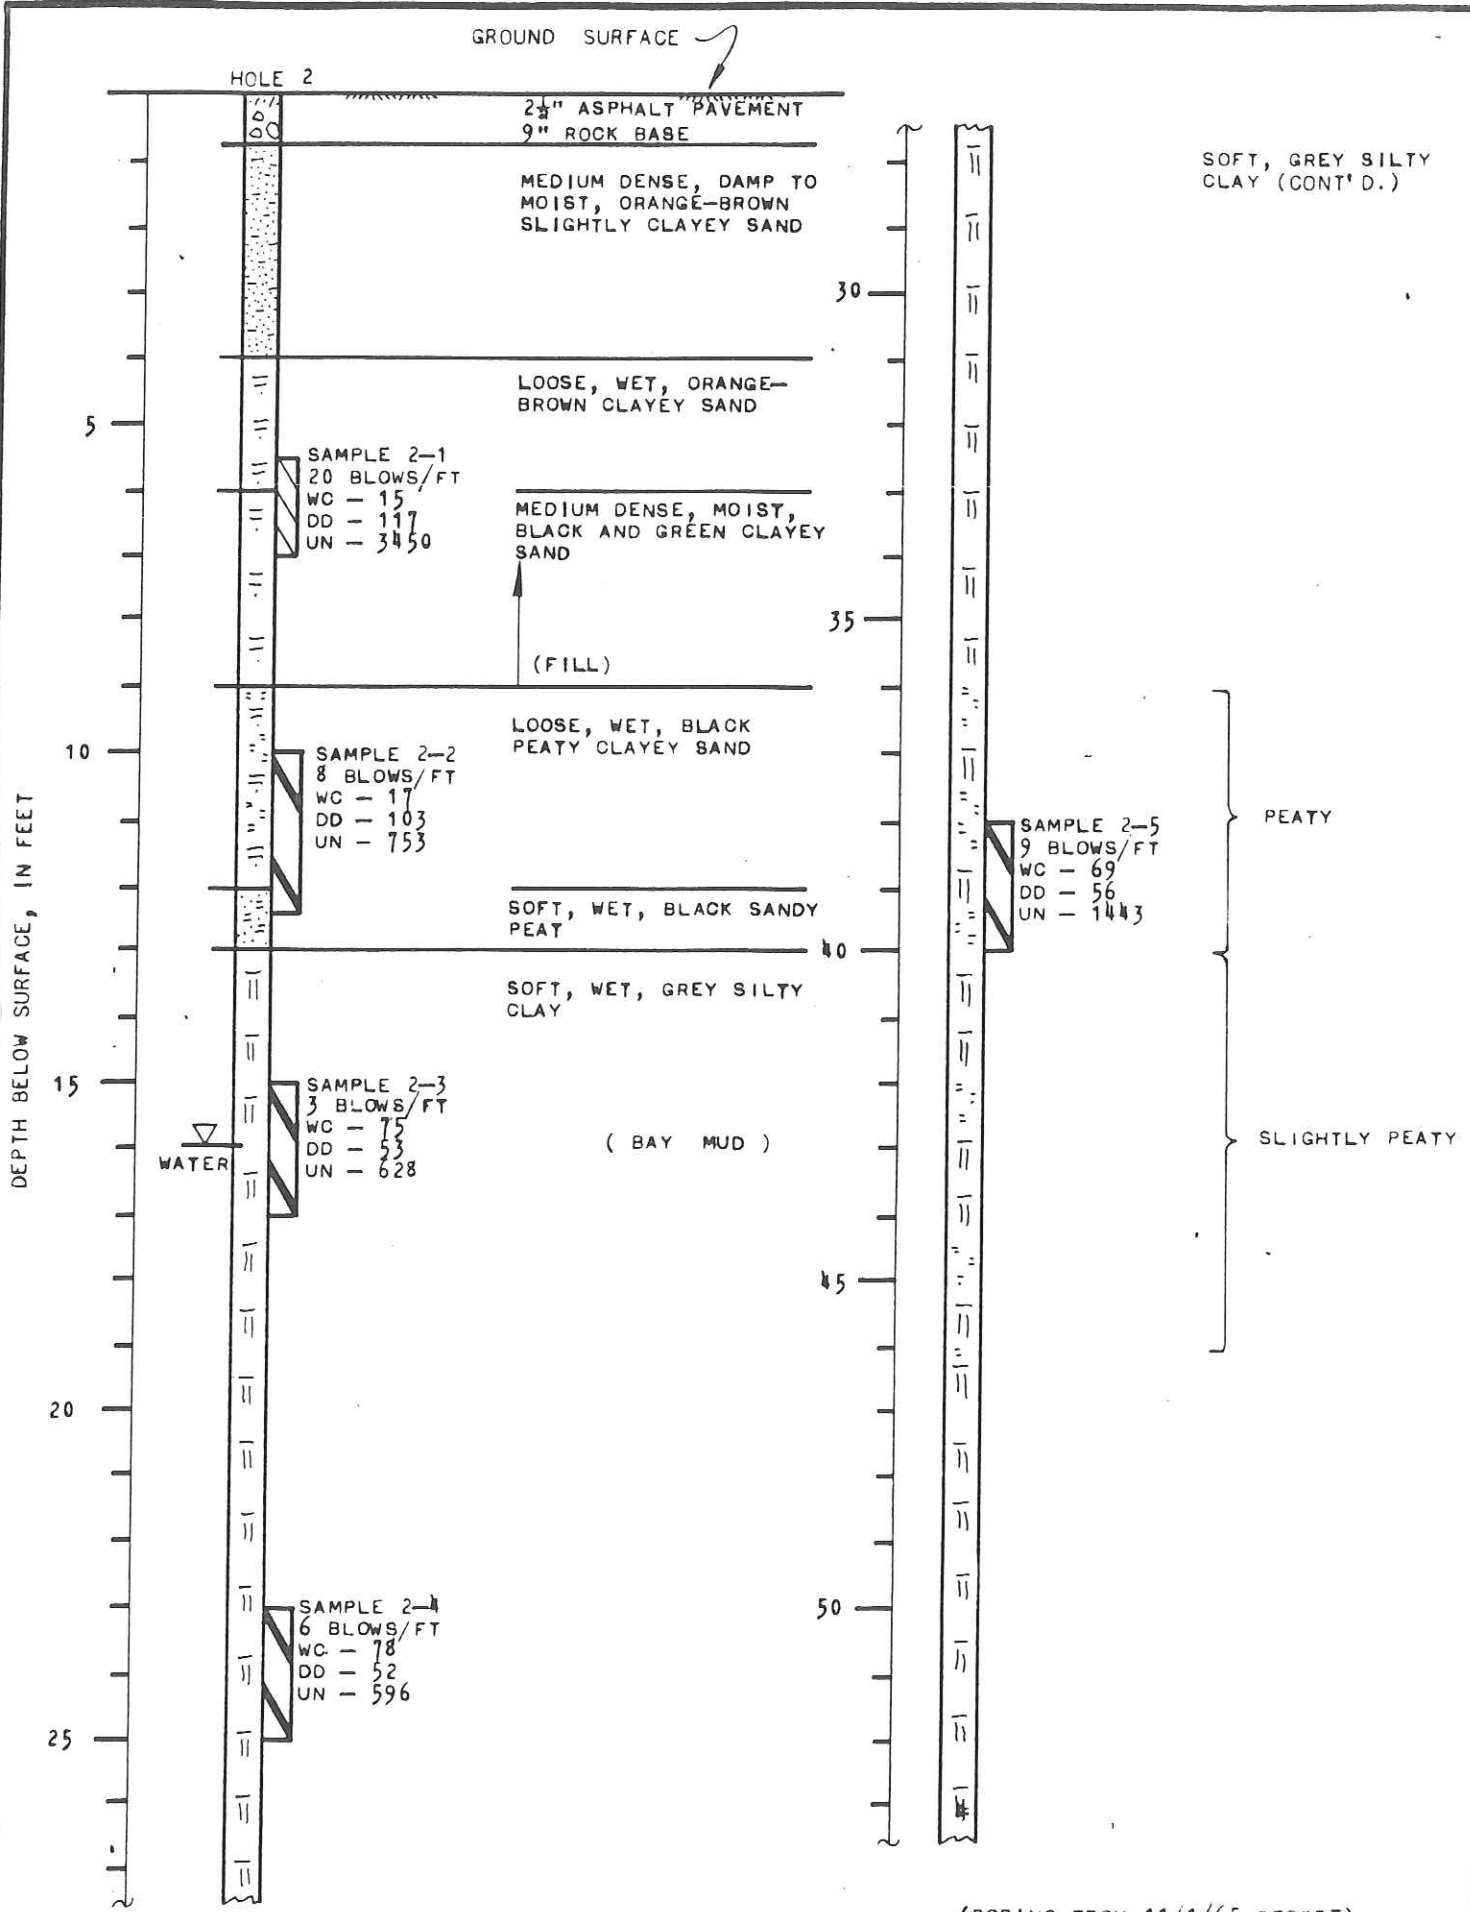 GROUND SURFACE
HOLE 2
2½" ASPHALT PAVEMENT
9" ROCK BASE
MEDIUM DENSE, DAMP TO
MOIST, ORANGE-BROWN
SLIGHTLY CLAYEY SAND
LOOSE, WET, ORANGE-
BROWN CLAYEY SAND
5
SAMPLE 2-1
20 BLOWS/FT
WC - 15
DD - 117
UN - 3450
MEDIUM DENSE, MOIST,
BLACK AND GREEN CLAYEY
SAND
(FILL)
LOOSE, WET, BLACK
PEATY CLAYEY SAND
10
SAMPLE 2-2
8 BLOWS/FT
WC - 17
DD - 103
UN - 753
SOFT, WET, BLACK SANDY
PEAT
SOFT, WET, GREY SILTY
CLAY
DEPTH BELOW SURFACE, IN FEET
15
SAMPLE 2-3
3 BLOWS/FT
WC - 75
DD - 53
UN - 628
WATER
( BAY MUD )
20
SAMPLE 2-4
6 BLOWS/FT
WC - 78
DD - 52
UN - 596
25
SOFT, GREY SILTY
CLAY (CONT'D.)
30
35
PEATY
SAMPLE 2-5
9 BLOWS/FT
WC - 69
DD - 56
UN - 1443
40
SLIGHTLY PEATY
45
50